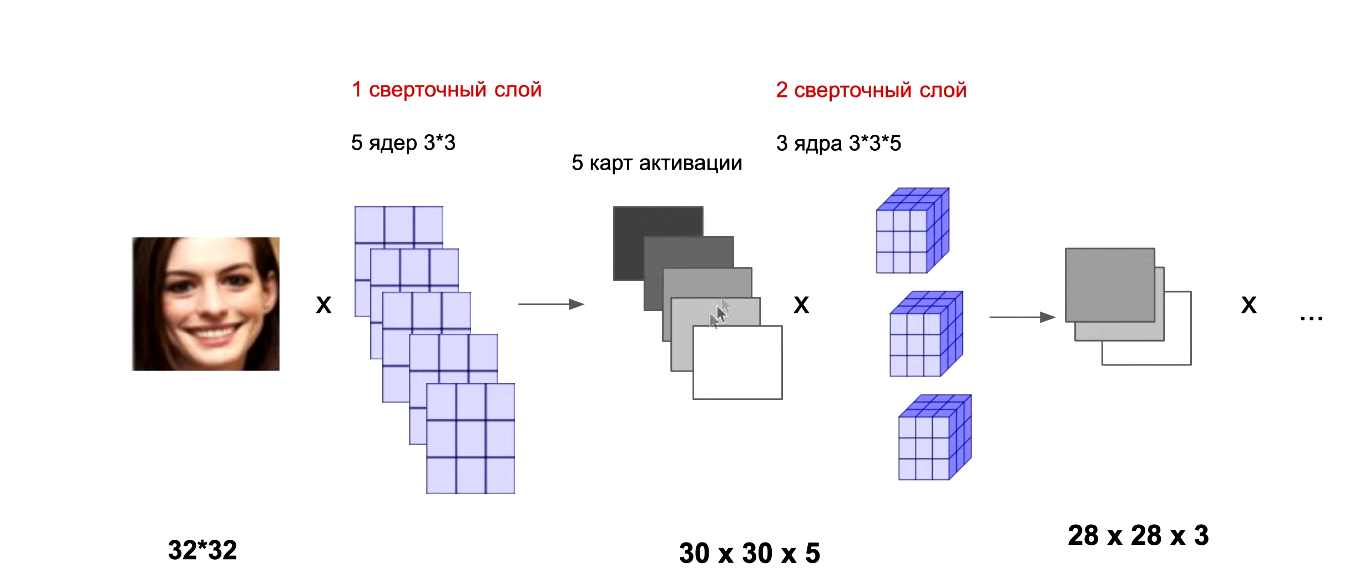 1 сверточный слой
5 ядер 3*3
5 карт активации
2 сверточный слой
3 ядра 3*3*5
X
X
X
...
32*32
30 x 30 x 5
28 x 28 x 3